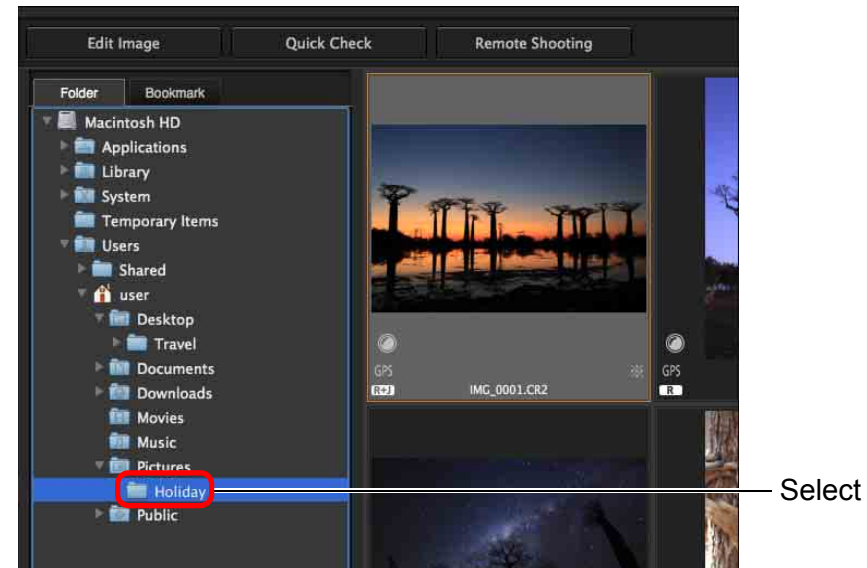 Edit Image Quick Check Remote Shooting
Folder Bookmark
Macintosh HD
Applications
Library
System
Temporary Items
Users
Shared
user
Desktop
Travel
Documents
Downloads
Movies
Music
Pictures
Holiday
Public
GPS
R+J IMG_0001.CR2
GPS
R
Select